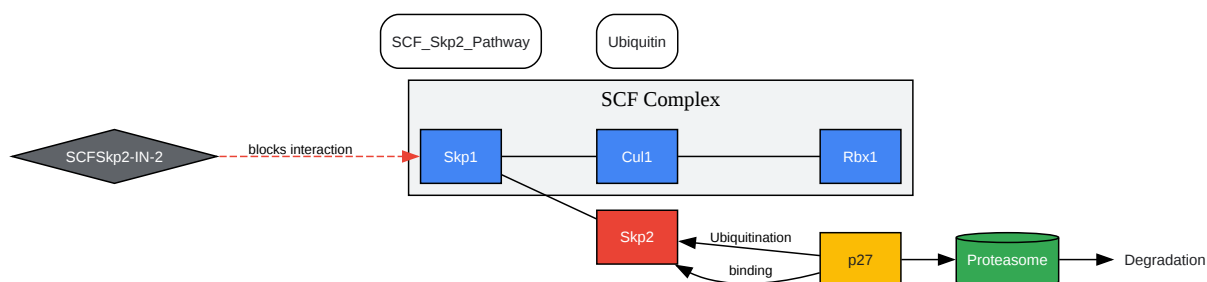 SCF_Skp2_Pathway
Ubiquitin
SCF Complex
SCFSkp2-IN-2
blocks interaction
Skp1
Cul1
Rbx1
Skp2
Ubiquitination
binding
p27
Proteasome
Degradation